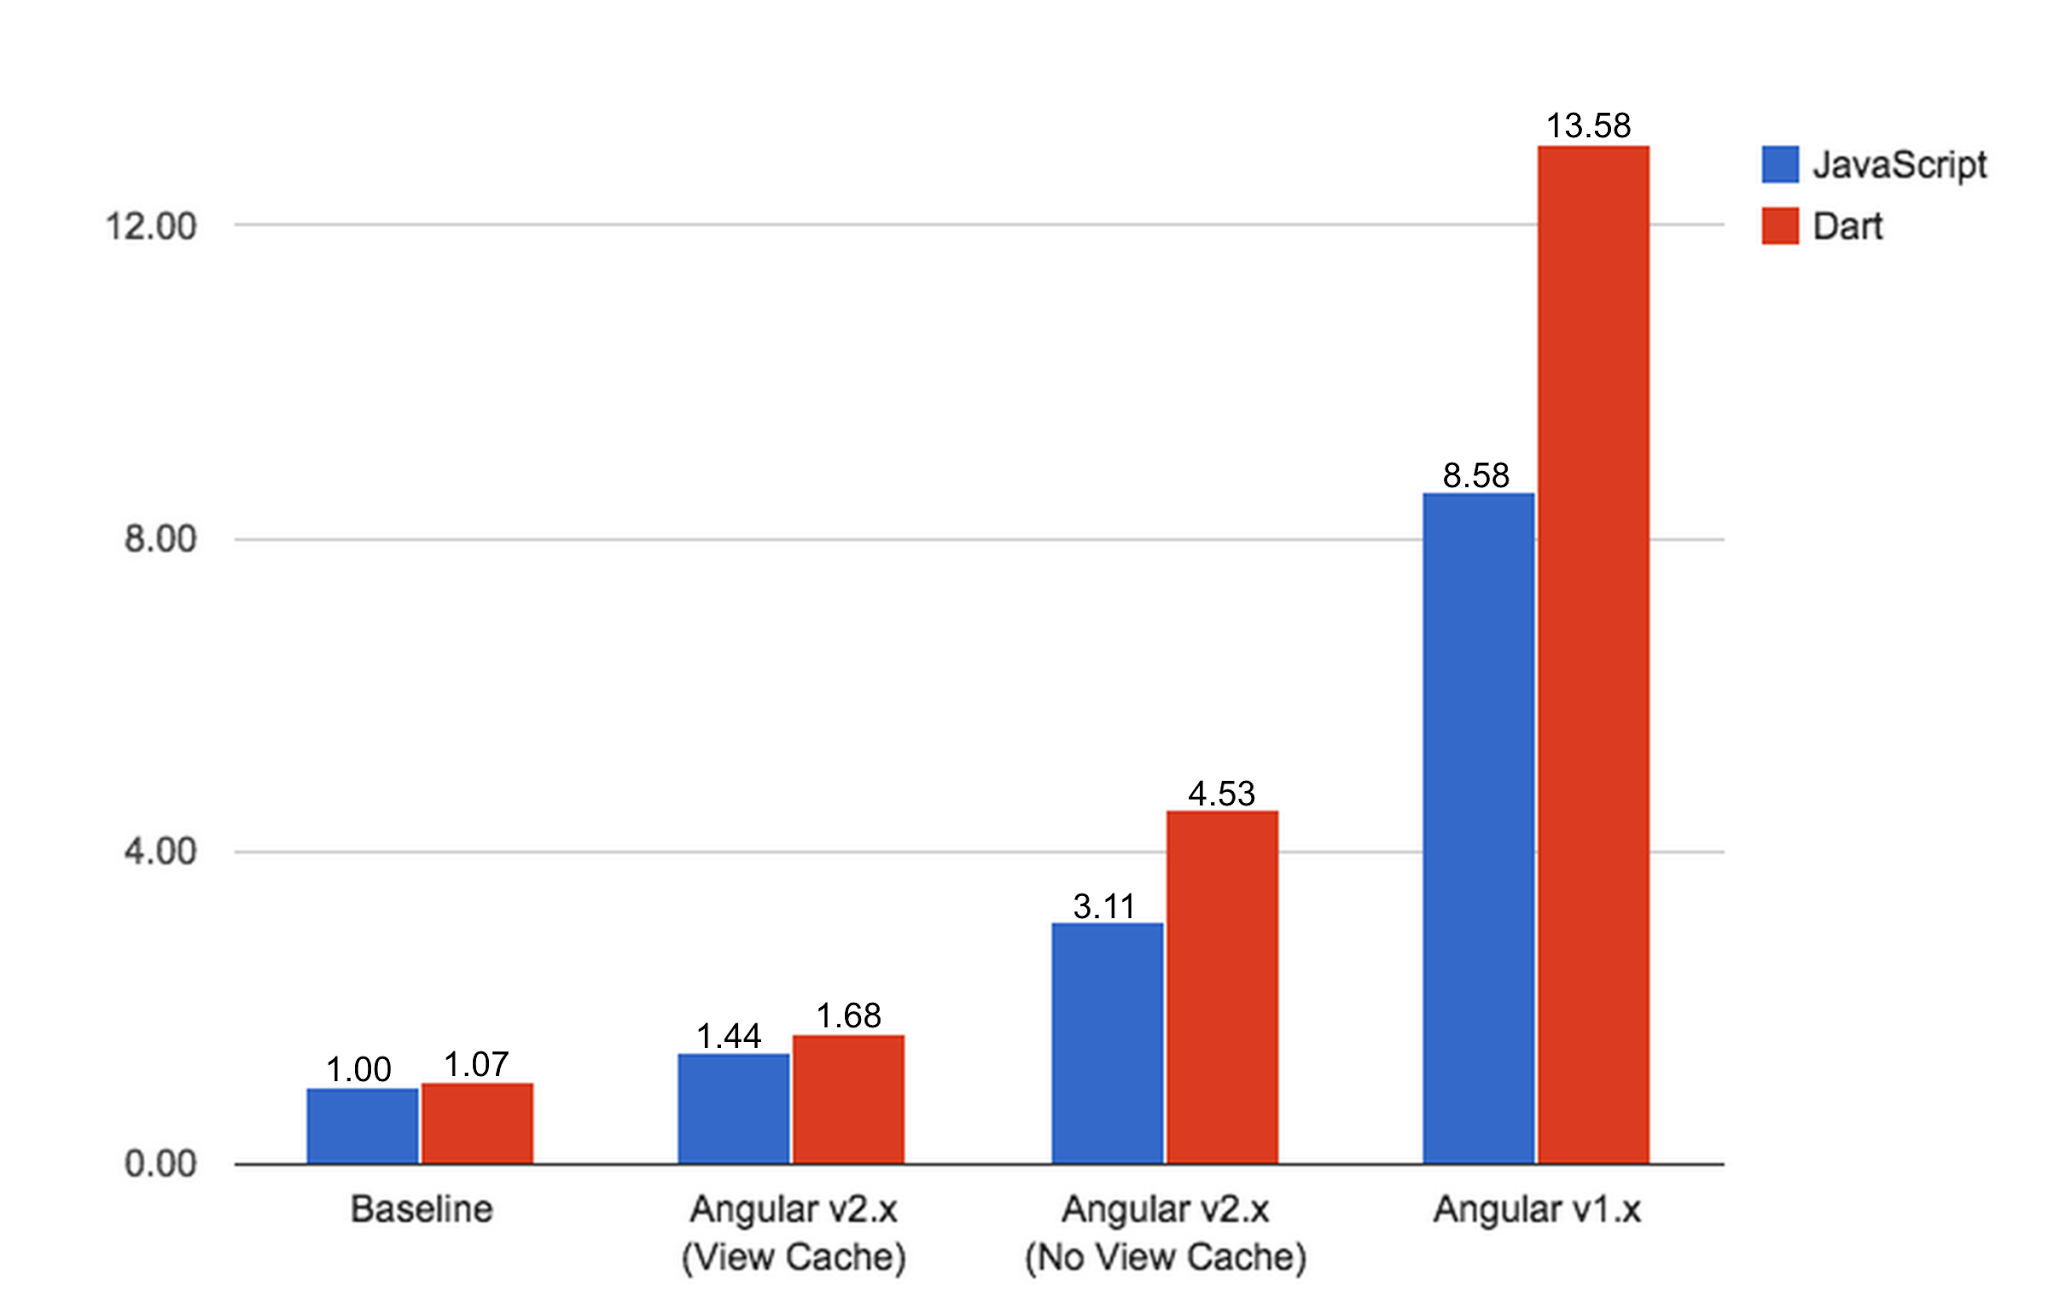 13.58
JavaScript
Dart
12.00
8.58
8.00
4.53
4.00
3.11
1.68
1.44
1.07
1.00
0.00
Baseline
Angular v2.x
(View Cache)
Angular v2.x
(No View Cache)
Angular v1.x